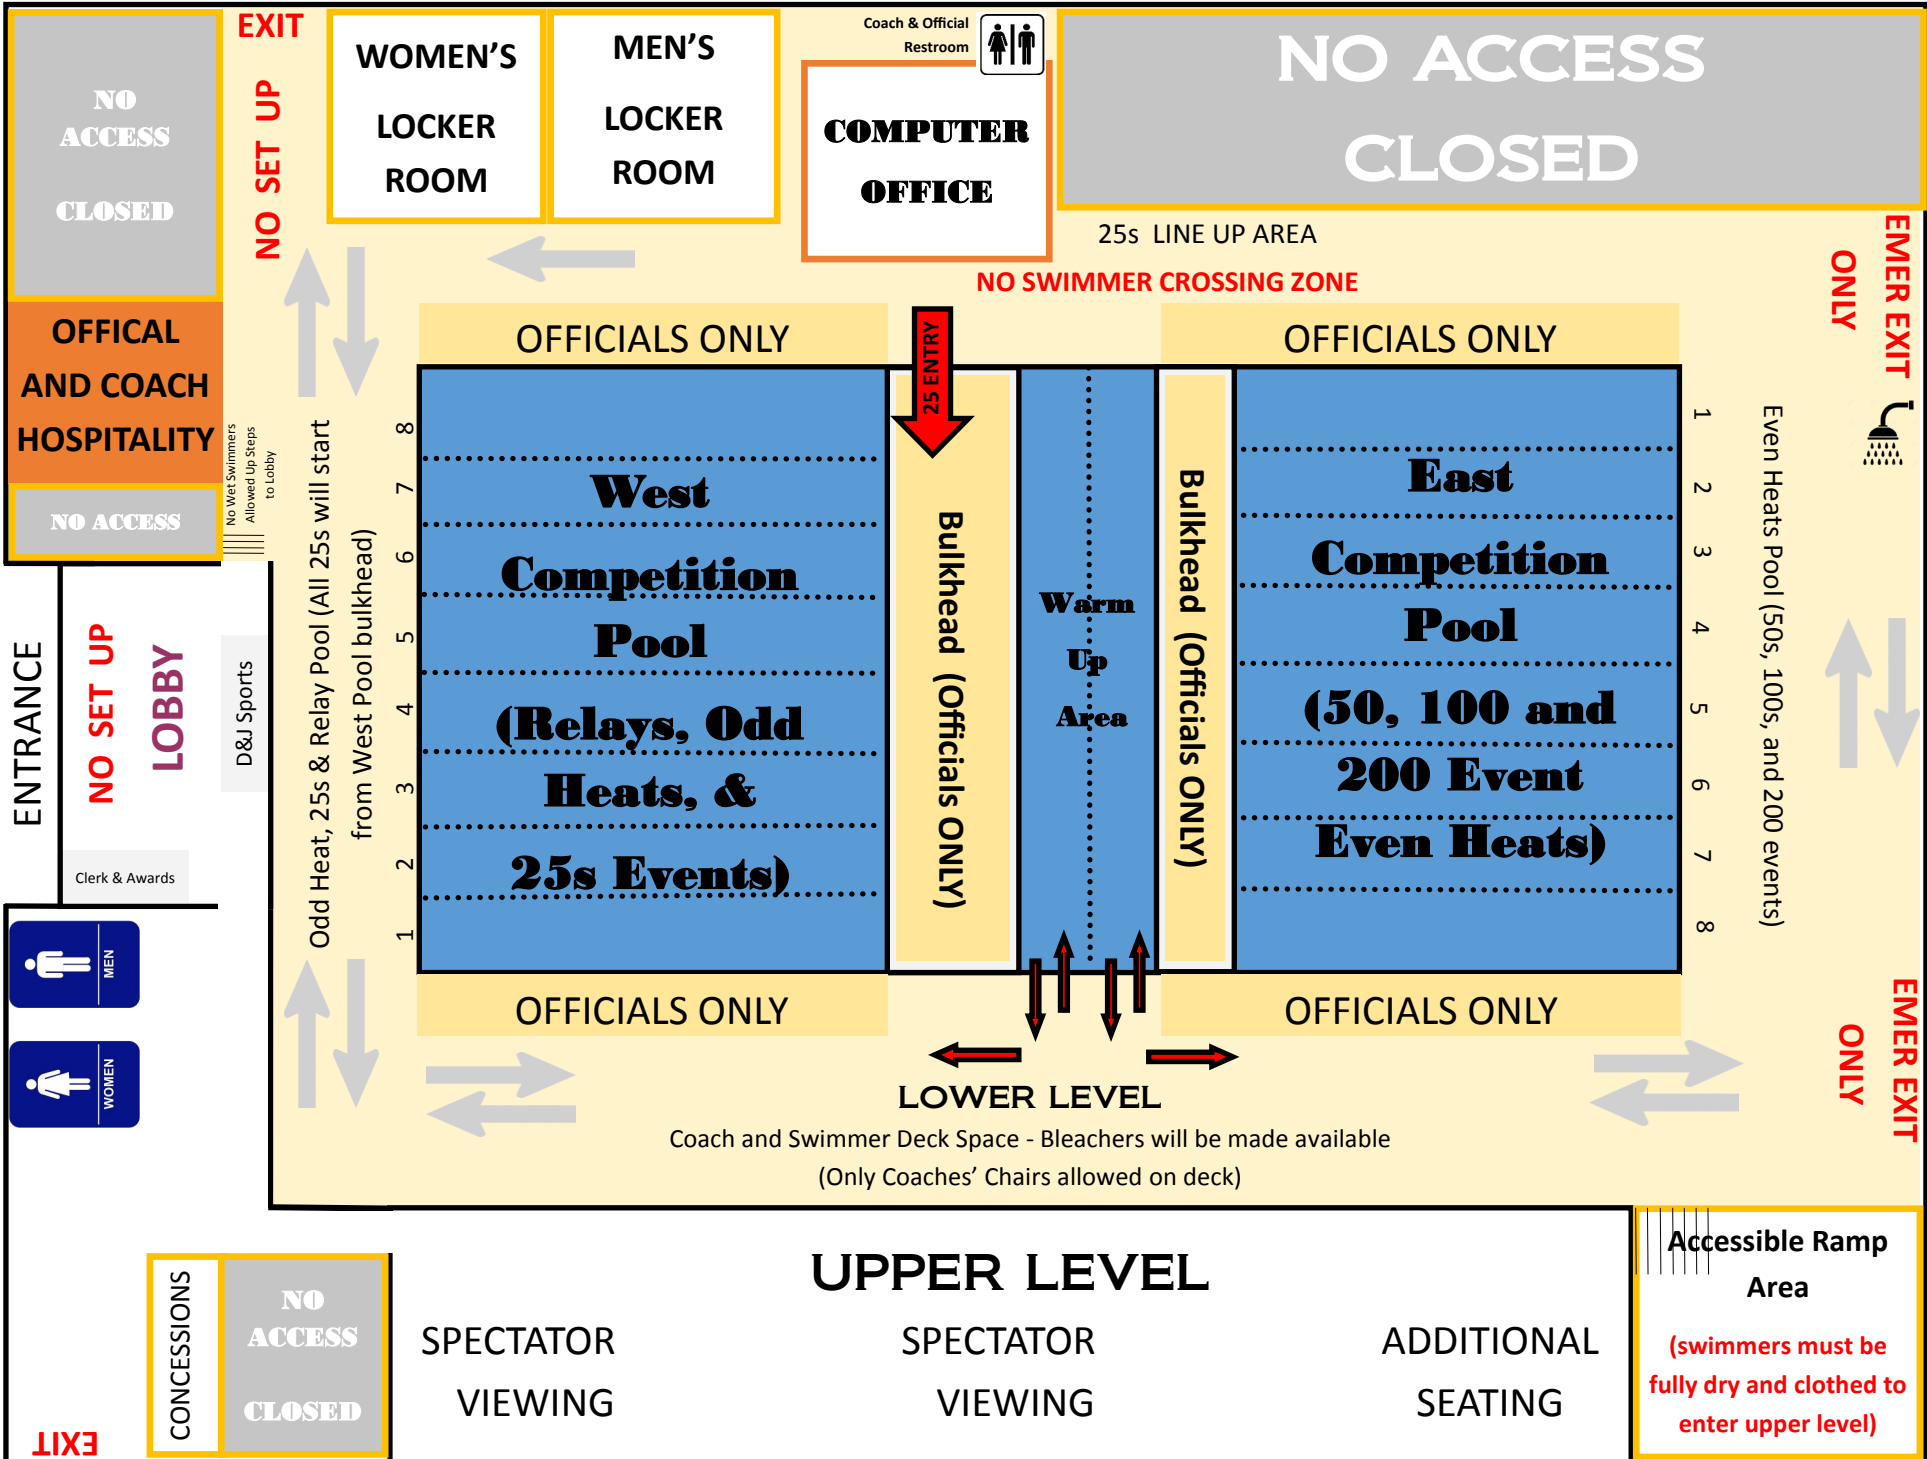 EXIT
NO SET UP
NO
ACCESS
CLOSED
WOMEN'S
LOCKER
ROOM
MEN'S
LOCKER
ROOM
Coach & Official
Restroom
COMPUTER
OFFICE
NO ACCESS
CLOSED
25s LINE UP AREA
NO SWIMMER CROSSING ZONE
EMER EXIT
ONLY
OFFICAL
AND COACH
HOSPITALITY
NO ACCESS
No Wet Swimmers
Allowed Up Steps
to Lobby
OFFICIALS ONLY
25 ENTRY
OFFICIALS ONLY
Odd Heat, 25s & Relay Pool (All 25s will start
from West Pool bulkhead)
8
7
6
5
4
3
2
1
West
Competition
Pool
(Relays, Odd
Heats, &
25s Events)
Bulkhead (Officials ONLY)
Warm
Up
Area
Bulkhead (Officials ONLY)
East
Competition
Pool
(50, 100 and
200 Event
Even Heats)
1
2
3
4
5
6
7
8
Even Heats Pool (50s, 100s, and 200 events)
ENTRANCE
NO SET UP
LOBBY
D&J Sports
Clerk & Awards
MEN
WOMEN
OFFICIALS ONLY
OFFICIALS ONLY
EMER EXIT
ONLY
LOWER LEVEL
Coach and Swimmer Deck Space - Bleachers will be made available
(Only Coaches' Chairs allowed on deck)
UPPER LEVEL
SPECTATOR
VIEWING
SPECTATOR
VIEWING
ADDITIONAL
SEATING
Accessible Ramp
Area
(swimmers must be
fully dry and clothed to
enter upper level)
CONCESSIONS
NO
ACCESS
CLOSED
EXIT